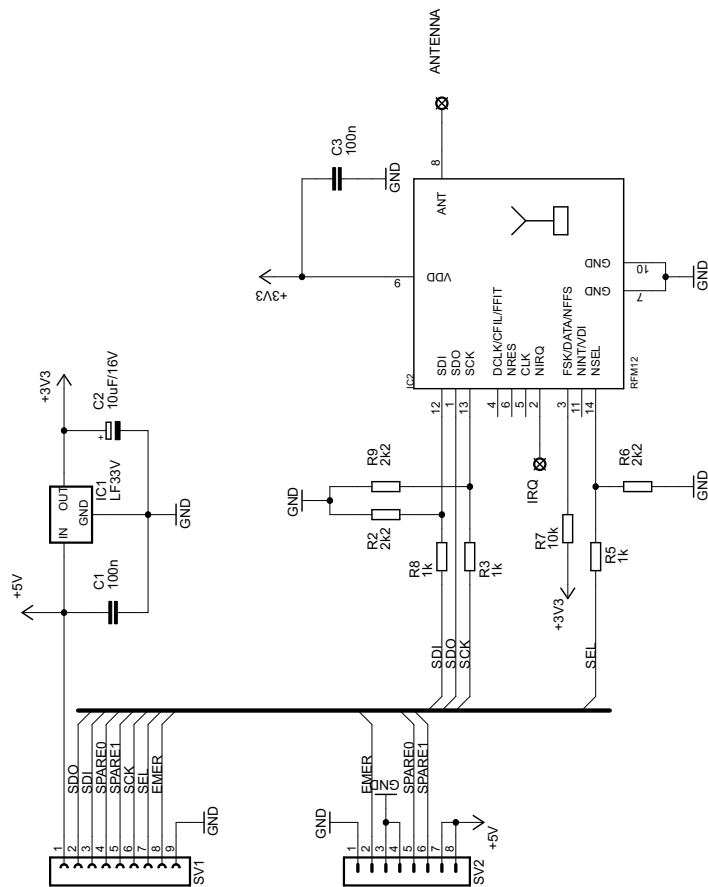 +5V
C1
100n
IN
OUT
GND
IC1
LF33V
GND
+3V3
C2
10uF/16V
+
+3V3
C3
100n
GND
ANTENNA
8
ANT
9
VDD
GND
GND
10
7
GND
IC2
RFM12
SDI
SDO
SCK
DCLK/CFIL/FFIT
NRES
CLK
NIRQ
FSK/DATA/NFFS
NINT/VDI
NSEL
12
1
13
4
6
5
2
3
11
14
GND
R2
2k2
R9
2k2
R8
1k
R3
1k
IRQ
R7
10k
+3V3
R5
1k
R6
2k2
GND
SDI
SDO
SCK
SEL
SV1
1
2
3
4
5
6
7
8
9
SDO
SDI
SPARE0
SPARE1
SCK
SEL
EMER
GND
SV2
1
2
3
4
5
6
7
8
GND
EMER
GND
SPARE0
SPARE1
+5V